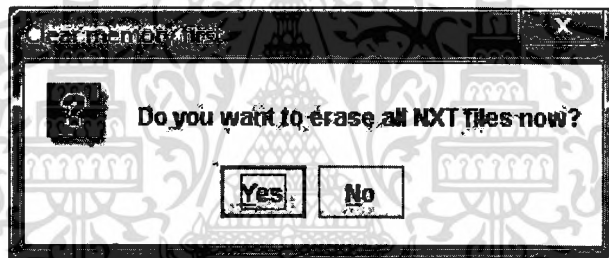 Clear memory first
X
?
Do you want to erase all NXT files now?
Yes No